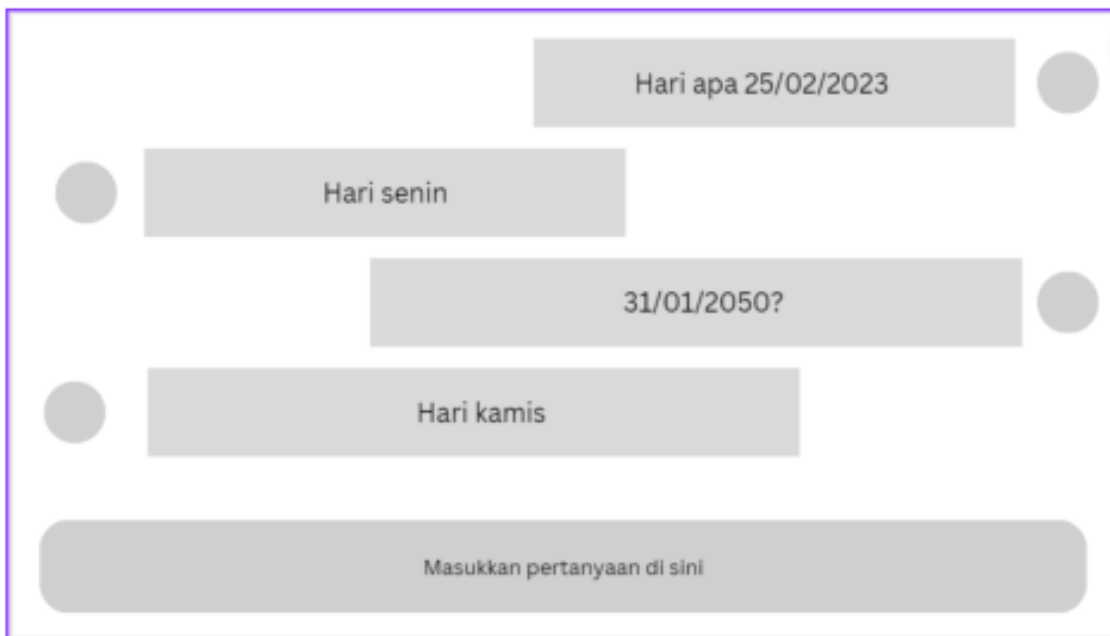 Hari apa 25/02/2023
Hari senin
31/01/2050?
Hari kamis
Masukkan pertanyaan di sini